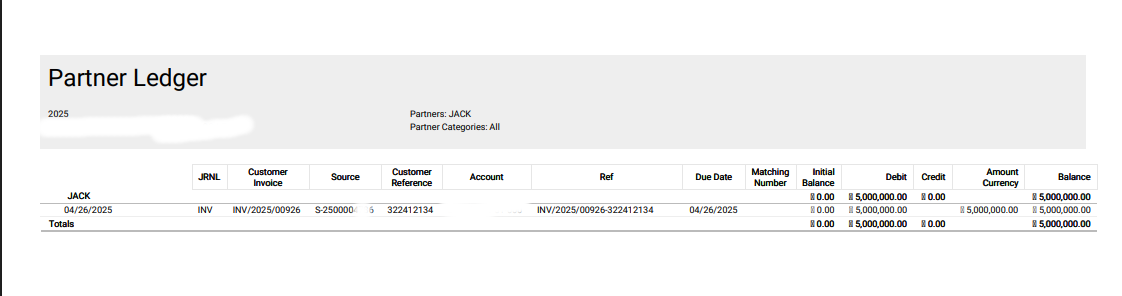 Partner Ledger
2025
Partners: JACK
Partner Categories: All
JRNL Customer Invoice Source Customer Reference Account Ref Due Date Matching Number Initial Balance Debit Credit Amount Currency Balance
JACK 0.00 5,000,000.00 0.00 5,000,000.00
04/26/2025 INV INV/2025/00926 S-250000 6 322412134 INV/2025/00926-322412134 04/26/2025 0.00 5,000,000.00 5,000,000.00 5,000,000.00
Totals 0.00 5,000,000.00 0.00 5,000,000.00